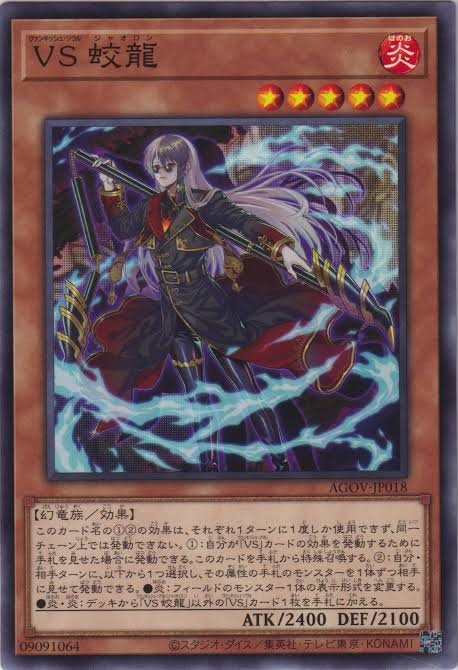 ヴァンキッシュ・ソウル ジャオロン
VS 蛟龍
ほのお
炎
AGOV-JP018
【幻竜族／効果】
このカード名の①②の効果は、それぞれ1ターンに1度しか使用できず、同一
チェーン上では発動できない。①：自分が「VS」カードの効果を発動するために
手札を見せた場合に発動できる。このカードを手札から特殊召喚する。②：自分・
相手ターンに、以下から1つ選択し、その属性の手札のモンスターを1体ずつ相手
に見せて発動できる。●炎：フィールドのモンスター1体の表示形式を変更する。
●炎・炎：デッキから「VS 蛟龍」以外の「VS」カード1枚を手札に加える。
ATK/2400 DEF/2100
09091064 ©スタジオ・ダイス／集英社・テレビ東京・KONAMI